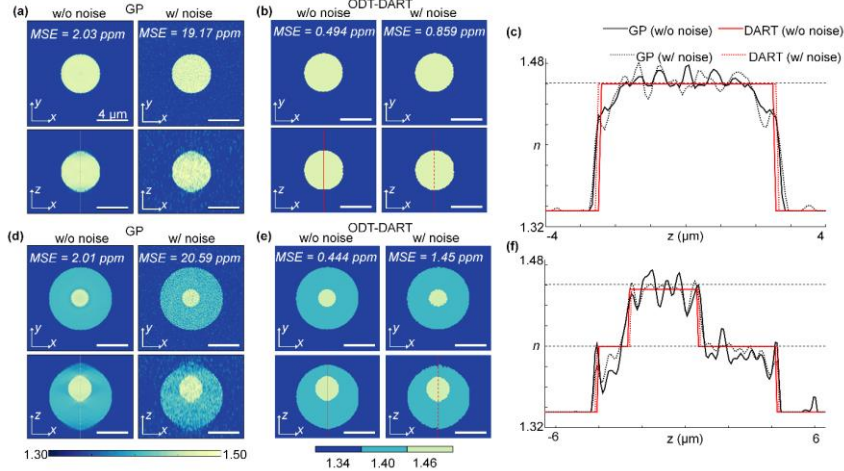 (a)
GP
w/o noise
w/ noise
MSE = 2.03 ppm
MSE = 19.17 ppm
y
x
4 μm
y
x
z
x
z
x
(b)
ODT-DART
w/o noise
w/ noise
MSE = 0.494 ppm
MSE = 0.859 ppm
y
x
y
x
z
x
z
x
(c)
GP (w/o noise)
DART (w/o noise)
GP (w/ noise)
DART (w/ noise)
1.48
n
1.32
-4
z (μm)
4
(d)
GP
w/o noise
w/ noise
MSE = 2.01 ppm
MSE = 20.59 ppm
y
x
y
x
z
x
z
x
1.30
1.50
(e)
ODT-DART
w/o noise
w/ noise
MSE = 0.444 ppm
MSE = 1.45 ppm
y
x
y
x
z
x
z
x
1.34
1.40
1.46
(f)
1.48
n
1.32
-6
z (μm)
6